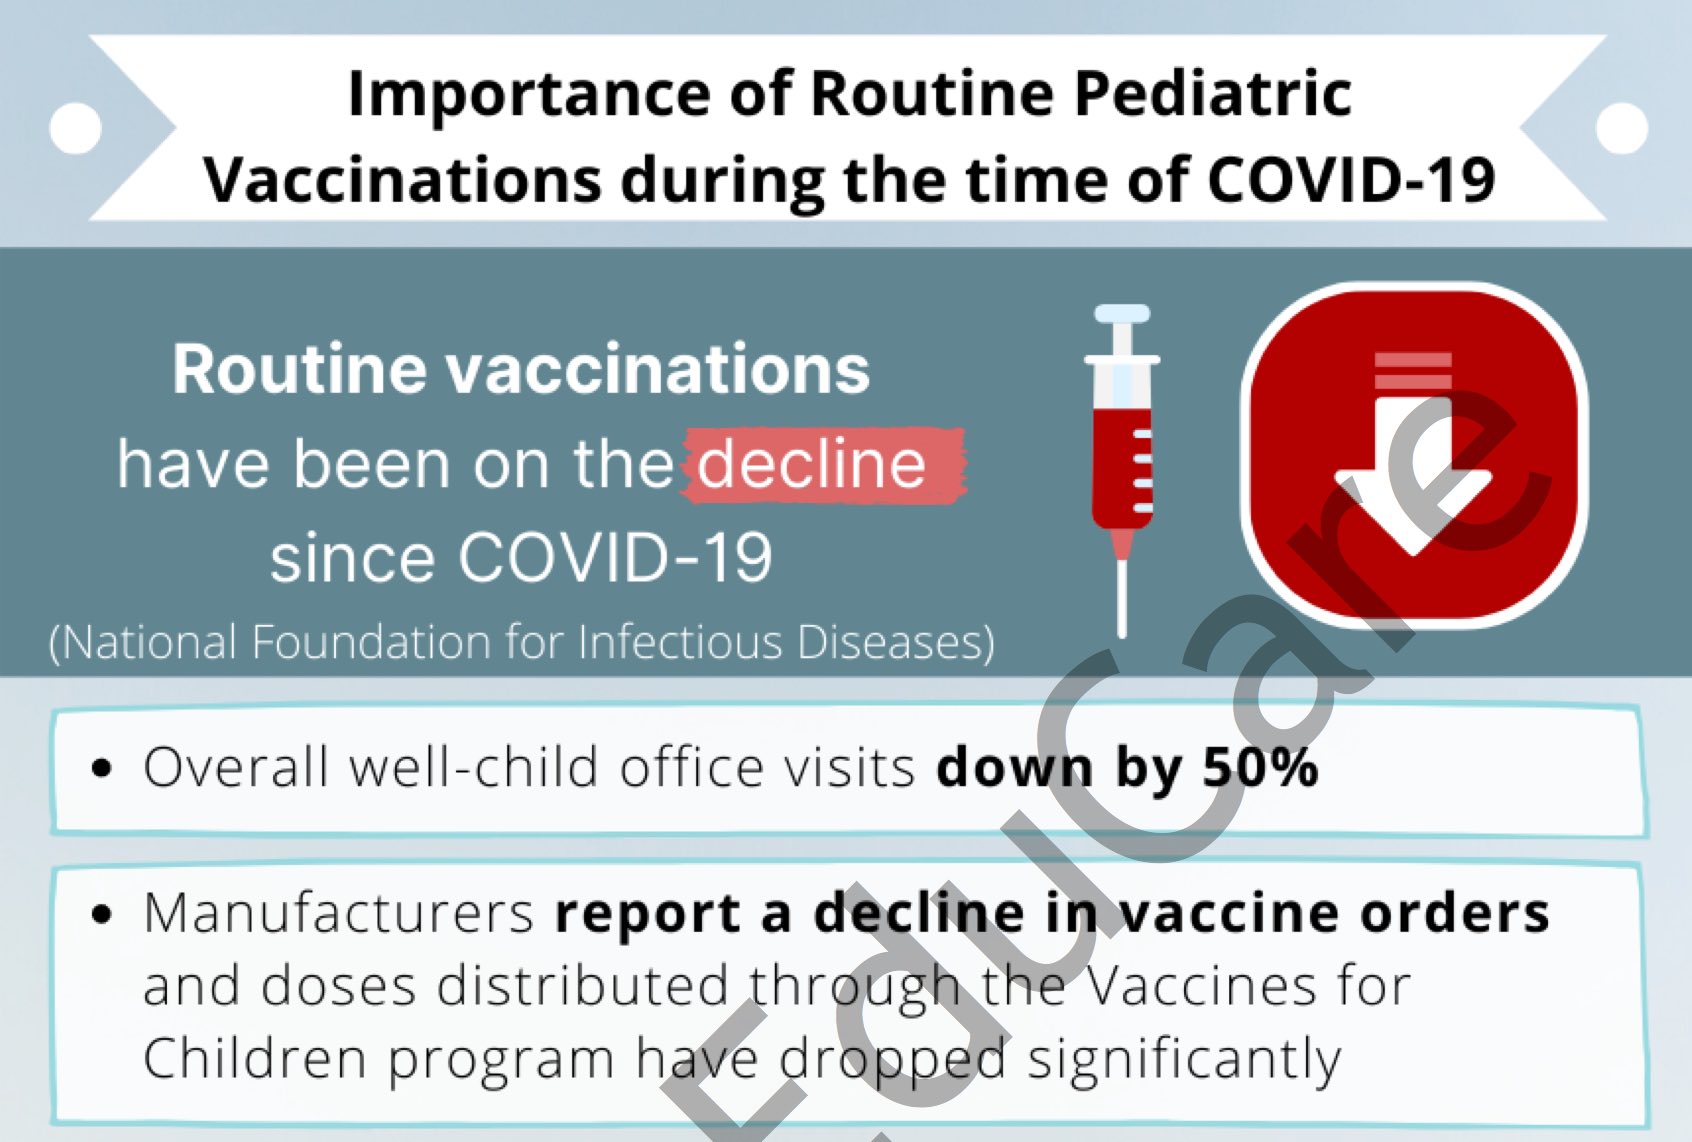 Importance of Routine Pediatric
Vaccinations during the time of COVID-19
Routine vaccinations
have been on the decline
since COVID-19
(National Foundation for Infectious Diseases)
• Overall well-child office visits down by 50%
• Manufacturers report a decline in vaccine orders
and doses distributed through the Vaccines for
Children program have dropped significantly
EduCare